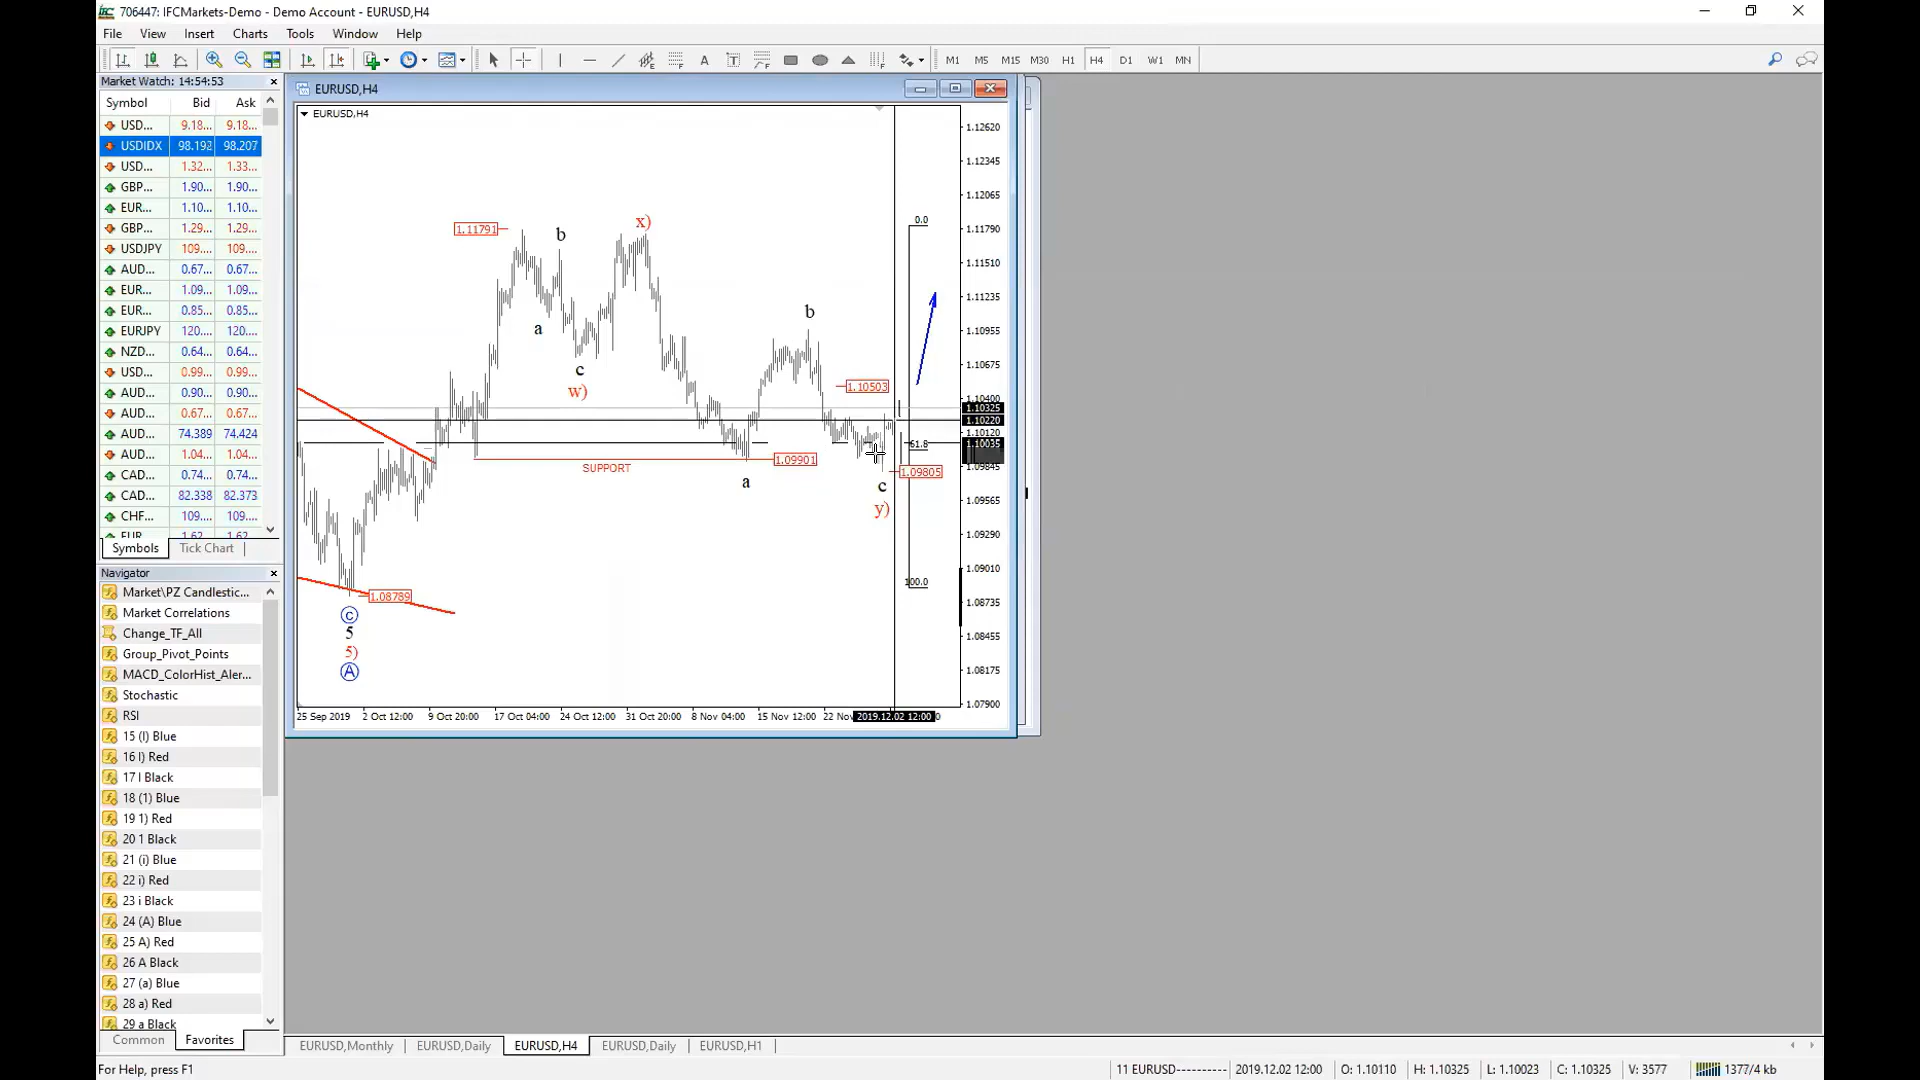 706447: IFCMarkets-Demo - Demo Account - EURUSD,H4
File View Insert Charts Tools Window Help
M1 M5 M15 M30 H1 H4 D1 W1 MN
Market Watch: 14:54:53
Symbol Bid Ask
USD... 9.18... 9.18...
USDIDX 98.192 98.207
USD... 1.32... 1.33...
GBP... 1.90... 1.90...
EUR... 1.10... 1.10...
GBP... 1.29... 1.29...
USDJPY 109.... 109....
AUD... 0.67... 0.67...
EUR... 1.09... 1.09...
EUR... 0.85... 0.85...
EURJPY 120.... 120....
NZD... 0.64... 0.64...
USD... 0.99... 0.99...
AUD... 0.90... 0.90...
AUD... 0.67... 0.67...
AUD... 74.389 74.424
AUD... 1.04... 1.04...
CAD... 0.74... 0.74...
CAD... 82.338 82.373
CHF... 109.... 109....
EUR 1.62 1.62
Symbols Tick Chart
Navigator
Market\PZ Candlestic...
Market Correlations
Change_TF_All
Group_Pivot_Points
MACD_ColorHist_Aler...
Stochastic
RSI
15 (I) Blue
16 I) Red
17 I Black
18 (1) Blue
19 1) Red
20 1 Black
21 (i) Blue
22 i) Red
23 i Black
24 (A) Blue
25 A) Red
26 A Black
27 (a) Blue
28 a) Red
29 a Black
Common Favorites
EURUSD,H4
EURUSD,H4
1.12620
1.12345
1.12065
1.11790
1.11510
1.11235
1.10955
1.10675
1.10400
1.10325
1.10220
1.10120
1.10035
1.09845
1.09565
1.09290
1.09010
1.08735
1.08455
1.08175
1.07900
x)
0.0
1.11791
b
a
b
c
w)
1.10503
61.8
SUPPORT
1.09901
1.09805
a
c
y)
100.0
1.08789
c
5
5)
A
25 Sep 2019 2 Oct 12:00 9 Oct 20:00 17 Oct 04:00 24 Oct 12:00 31 Oct 20:00 8 Nov 04:00 15 Nov 12:00 22 Nov 2019.12.02 12:00 0
EURUSD,Monthly EURUSD,Daily EURUSD,H4 EURUSD,Daily EURUSD,H1
For Help, press F1
11 EURUSD---------- 2019.12.02 12:00 O: 1.10110 H: 1.10325 L: 1.10023 C: 1.10325 V: 3577 1377/4 kb